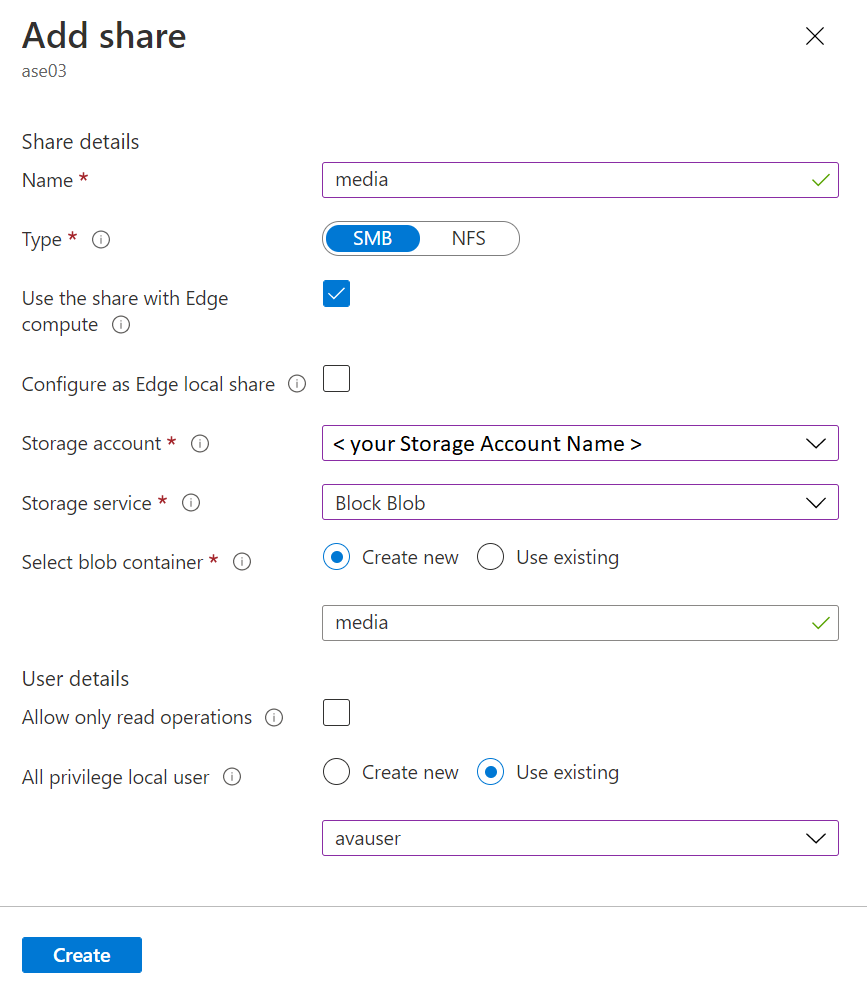 Add share
ase03
Share details
Name *
media
Type *
SMB NFS
Use the share with Edge
compute
Configure as Edge local share
Storage account *
< your Storage Account Name >
Storage service *
Block Blob
Select blob container *
Create new Use existing
media
User details
Allow only read operations
All privilege local user
Create new Use existing
avauser
Create